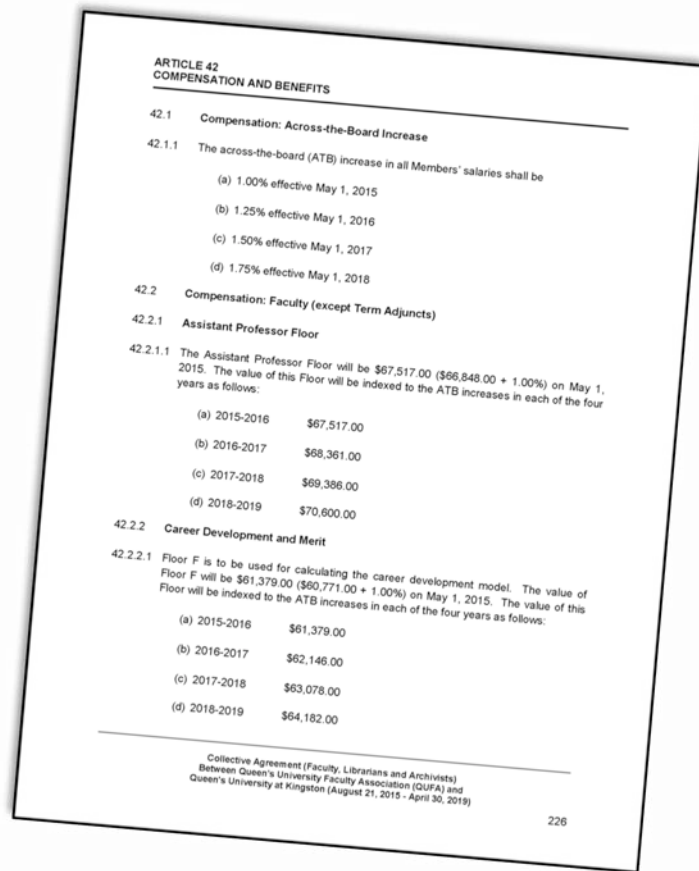 ARTICLE 42
COMPENSATION AND BENEFITS
42.1 Compensation: Across-the-Board Increase
42.1.1 The across-the-board (ATB) increase in all Members' salaries shall be
(a) 1.00% effective May 1, 2015
(b) 1.25% effective May 1, 2016
(c) 1.50% effective May 1, 2017
(d) 1.75% effective May 1, 2018
42.2 Compensation: Faculty (except Term Adjuncts)
42.2.1 Assistant Professor Floor
42.2.1.1 The Assistant Professor Floor will be $67,517.00 ($66,848.00 + 1.00%) on May 1,
2015. The value of this Floor will be indexed to the ATB increases in each of the four
years as follows:
(a) 2015-2016 $67,517.00
(b) 2016-2017 $68,361.00
(c) 2017-2018 $69,386.00
(d) 2018-2019 $70,600.00
42.2.2 Career Development and Merit
42.2.2.1 Floor F is to be used for calculating the career development model. The value of
Floor F will be $61,379.00 ($60,771.00 + 1.00%) on May 1, 2015. The value of this
Floor will be indexed to the ATB increases in each of the four years as follows:
(a) 2015-2016 $61,379.00
(b) 2016-2017 $62,146.00
(c) 2017-2018 $63,078.00
(d) 2018-2019 $64,182.00
Collective Agreement (Faculty, Librarians and Archivists)
Between Queen's University Faculty Association (QUFA) and
Queen's University at Kingston (August 21, 2015 - April 30, 2019)
226